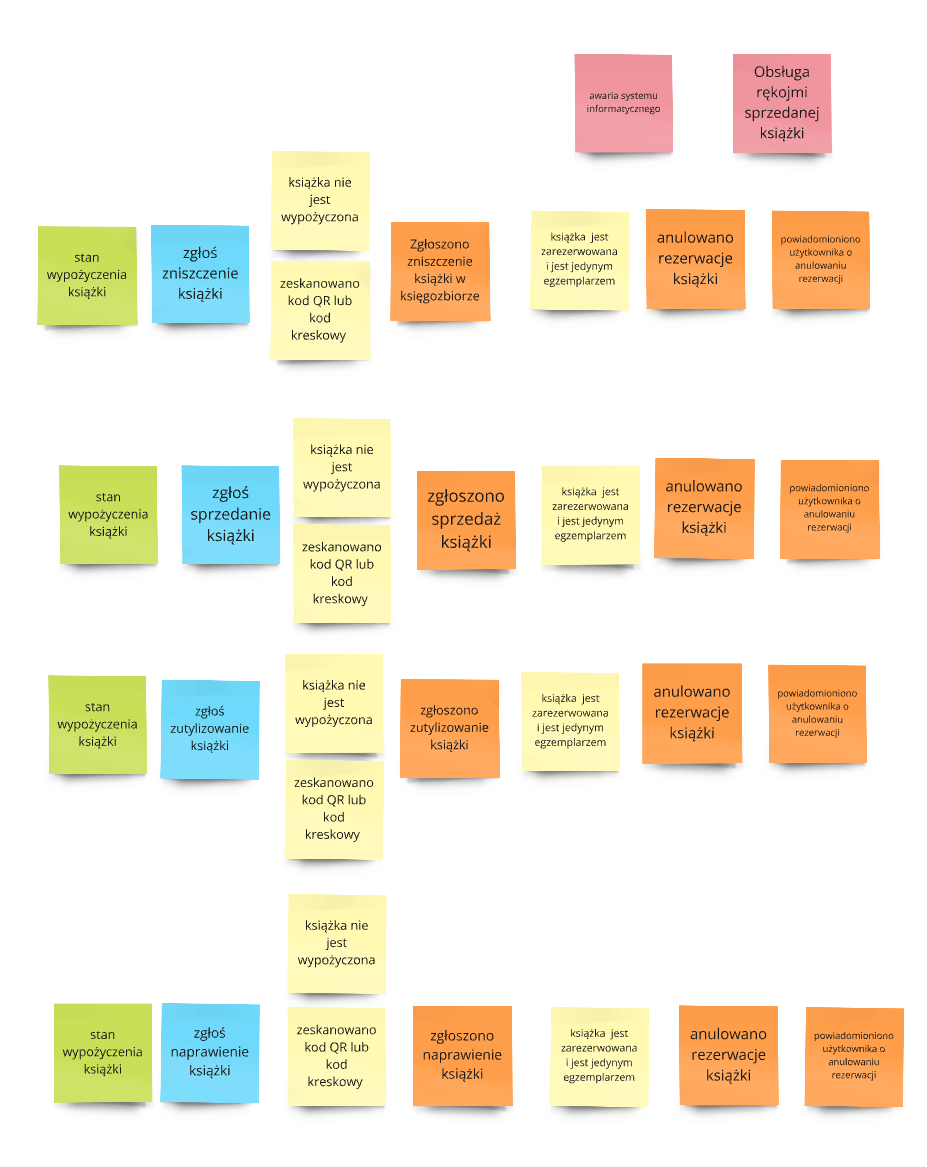 awaria systemu
informatycznego
Obsługa
rękojmi
sprzedanej
książki
stan
wypożyczenia
książki
zgłoś
zniszczenie
książki
książka nie
jest
wypożyczona
zeskanowano
kod QR lub
kod
kreskowy
Zgłoszono
zniszczenie
książki w
księgozbiorze
książka jest
zarezerwowana
i jest jedynym
egzemplarzem
anulowano
rezerwacje
książki
powiadomioniono
użytkownika o
anulowaniu
rezerwacji
stan
wypożyczenia
książki
zgłoś
sprzedanie
książki
książka nie
jest
wypożyczona
zeskanowano
kod QR lub
kod
kreskowy
zgłoszono
sprzedaż
książki
książka jest
zarezerwowana
i jest jedynym
egzemplarzem
anulowano
rezerwacje
książki
powiadomioniono
użytkownika o
anulowaniu
rezerwacji
stan
wypożyczenia
książki
zgłoś
zutylizowanie
książki
książka nie
jest
wypożyczona
zeskanowano
kod QR lub
kod
kreskowy
zgłoszono
zutylizowanie
książki
książka jest
zarezerwowana
i jest jedynym
egzemplarzem
anulowano
rezerwacje
książki
powiadomioniono
użytkownika o
anulowaniu
rezerwacji
stan
wypożyczenia
książki
zgłoś
naprawienie
książki
książka nie
jest
wypożyczona
zeskanowano
kod QR lub
kod
kreskowy
zgłoszono
naprawienie
książki
książka jest
zarezerwowana
i jest jedynym
egzemplarzem
anulowano
rezerwacje
książki
powiadomioniono
użytkownika o
anulowaniu
rezerwacji